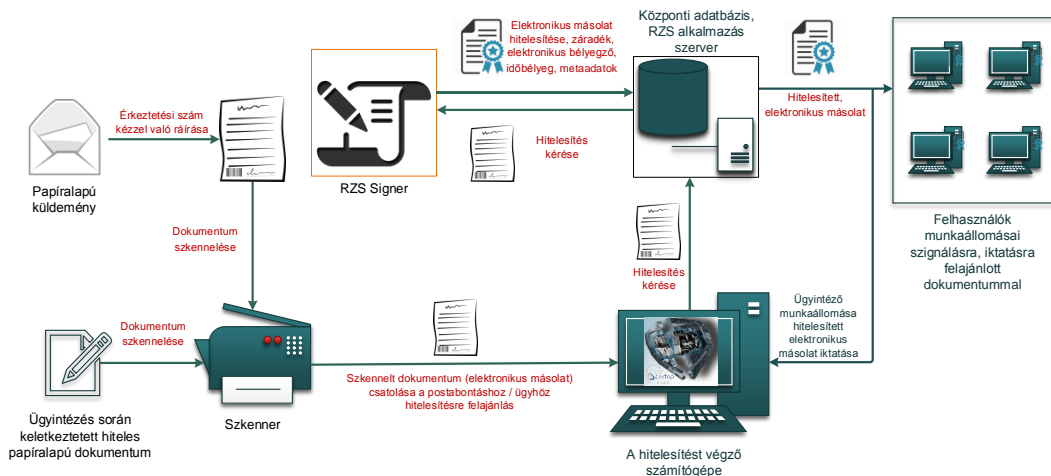 Elektronikus másolat
hitelesítése, záradék,
elektronikus bélyegző,
időbélyeg, metaadatok
Központi adatbázis,
RZS alkalmazás
szerver
Érkeztetési szám
kézzel való ráírása
Hitelesítés
kérése
Hitelesített,
elektronikus másolat
Papíralapú
küldemény
RZS Signer
Dokumentum
szkennelése
Hitelesítés
kérése
Felhasználók
munkaállomásai
szignálásra, iktatásra
felajánlott
dokumentummal
Ügyintéző
munkaállomása
hitelesített
elektronikus
másolat iktatása
Dokumentum
szkennelése
Szkennelt dokumentum (elektronikus másolat)
csatolása a postabontáshoz / ügyhöz
hitelesítésre felajánlás
Ügyintézés során
keletkeztetett hiteles
papíralapú dokumentum
Szkenner
A hitelesítést végző
számítógépe